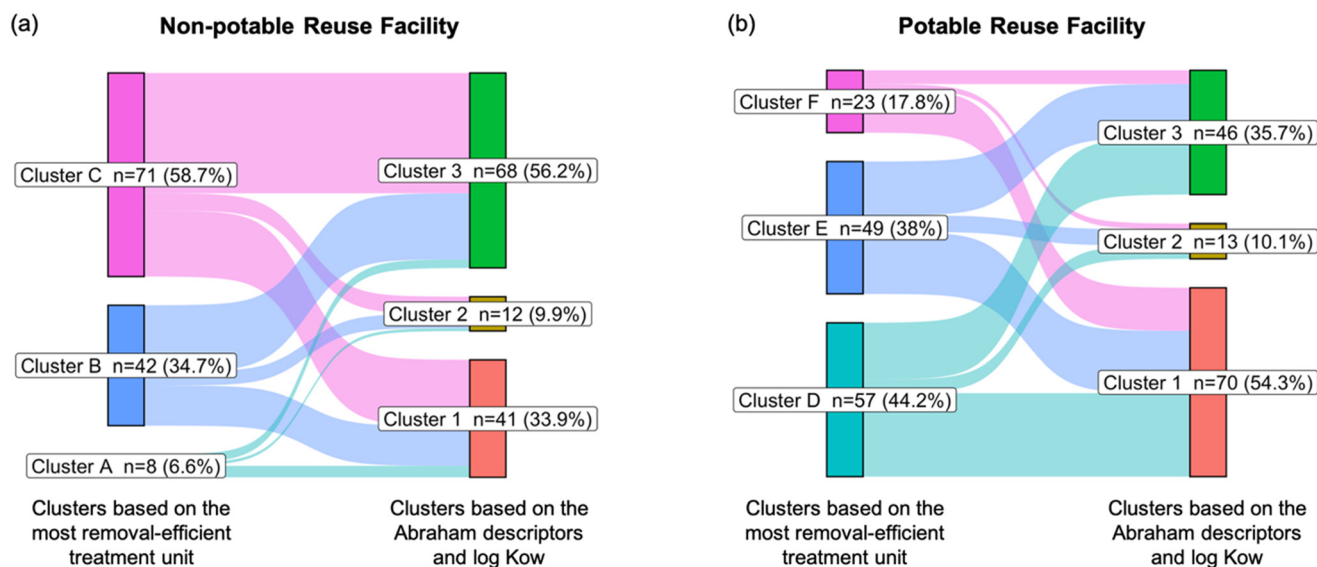 (a)
Non-potable Reuse Facility
Cluster C n=71 (58.7%)
Cluster 3 n=68 (56.2%)
Cluster 2 n=12 (9.9%)
Cluster B n=42 (34.7%)
Cluster 1 n=41 (33.9%)
Cluster A n=8 (6.6%)
Clusters based on the
most removal-efficient
treatment unit
Clusters based on the
Abraham descriptors
and log Kow
(b)
Potable Reuse Facility
Cluster F n=23 (17.8%)
Cluster 3 n=46 (35.7%)
Cluster E n=49 (38%)
Cluster 2 n=13 (10.1%)
Cluster D n=57 (44.2%)
Cluster 1 n=70 (54.3%)
Clusters based on the
most removal-efficient
treatment unit
Clusters based on the
Abraham descriptors
and log Kow